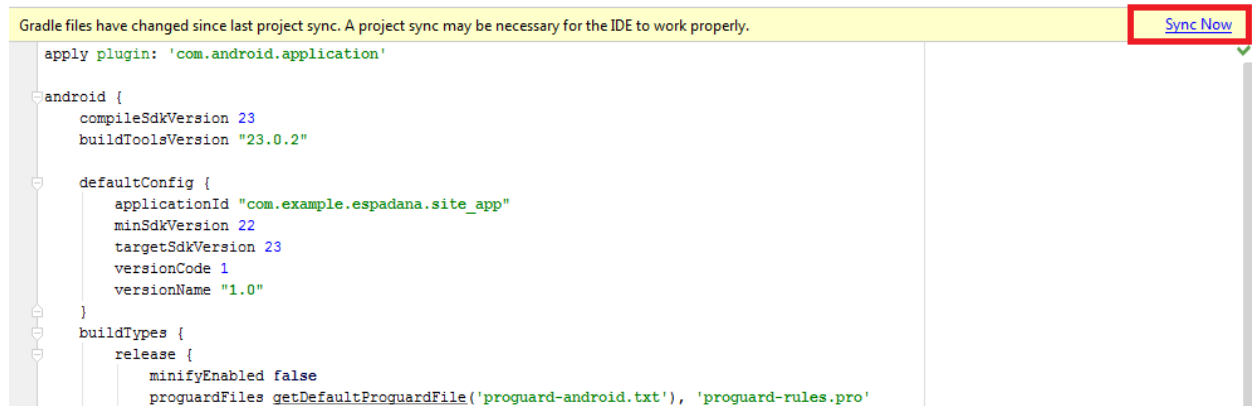 Gradle files have changed since last project sync. A project sync may be necessary for the IDE to work properly. Sync Now
apply plugin: 'com.android.application'
android {
compileSdkVersion 23
buildToolsVersion "23.0.2"
defaultConfig {
applicationId "com.example.espadana.site_app"
minSdkVersion 22
targetSdkVersion 23
versionCode 1
versionName "1.0"
}
buildTypes {
release {
minifyEnabled false
proguardFiles getDefaultProguardFile('proguard-android.txt'), 'proguard-rules.pro'